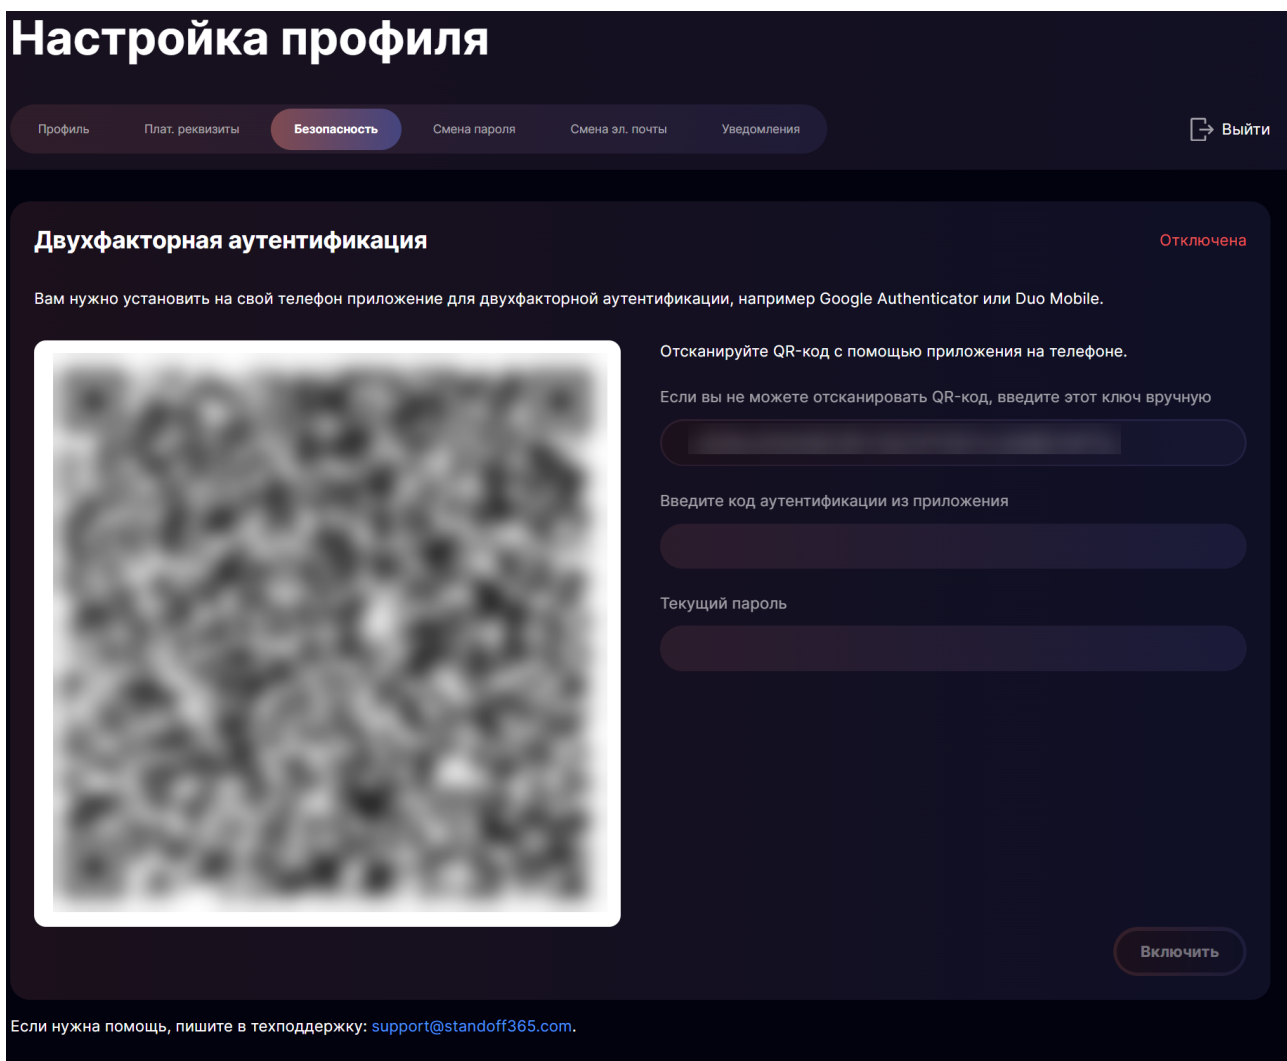 Настройка профиля
Профиль Плат. реквизиты Безопасность Смена пароля Смена эл. почты Уведомления Выйти
Двухфакторная аутентификация Отключена
Вам нужно установить на свой телефон приложение для двухфакторной аутентификации, например Google Authenticator или Duo Mobile.
Отсканируйте QR-код с помощью приложения на телефоне.
Если вы не можете отсканировать QR-код, введите этот ключ вручную
Введите код аутентификации из приложения
Текущий пароль
Включить
Если нужна помощь, пишите в техподдержку: support@standoff365.com.